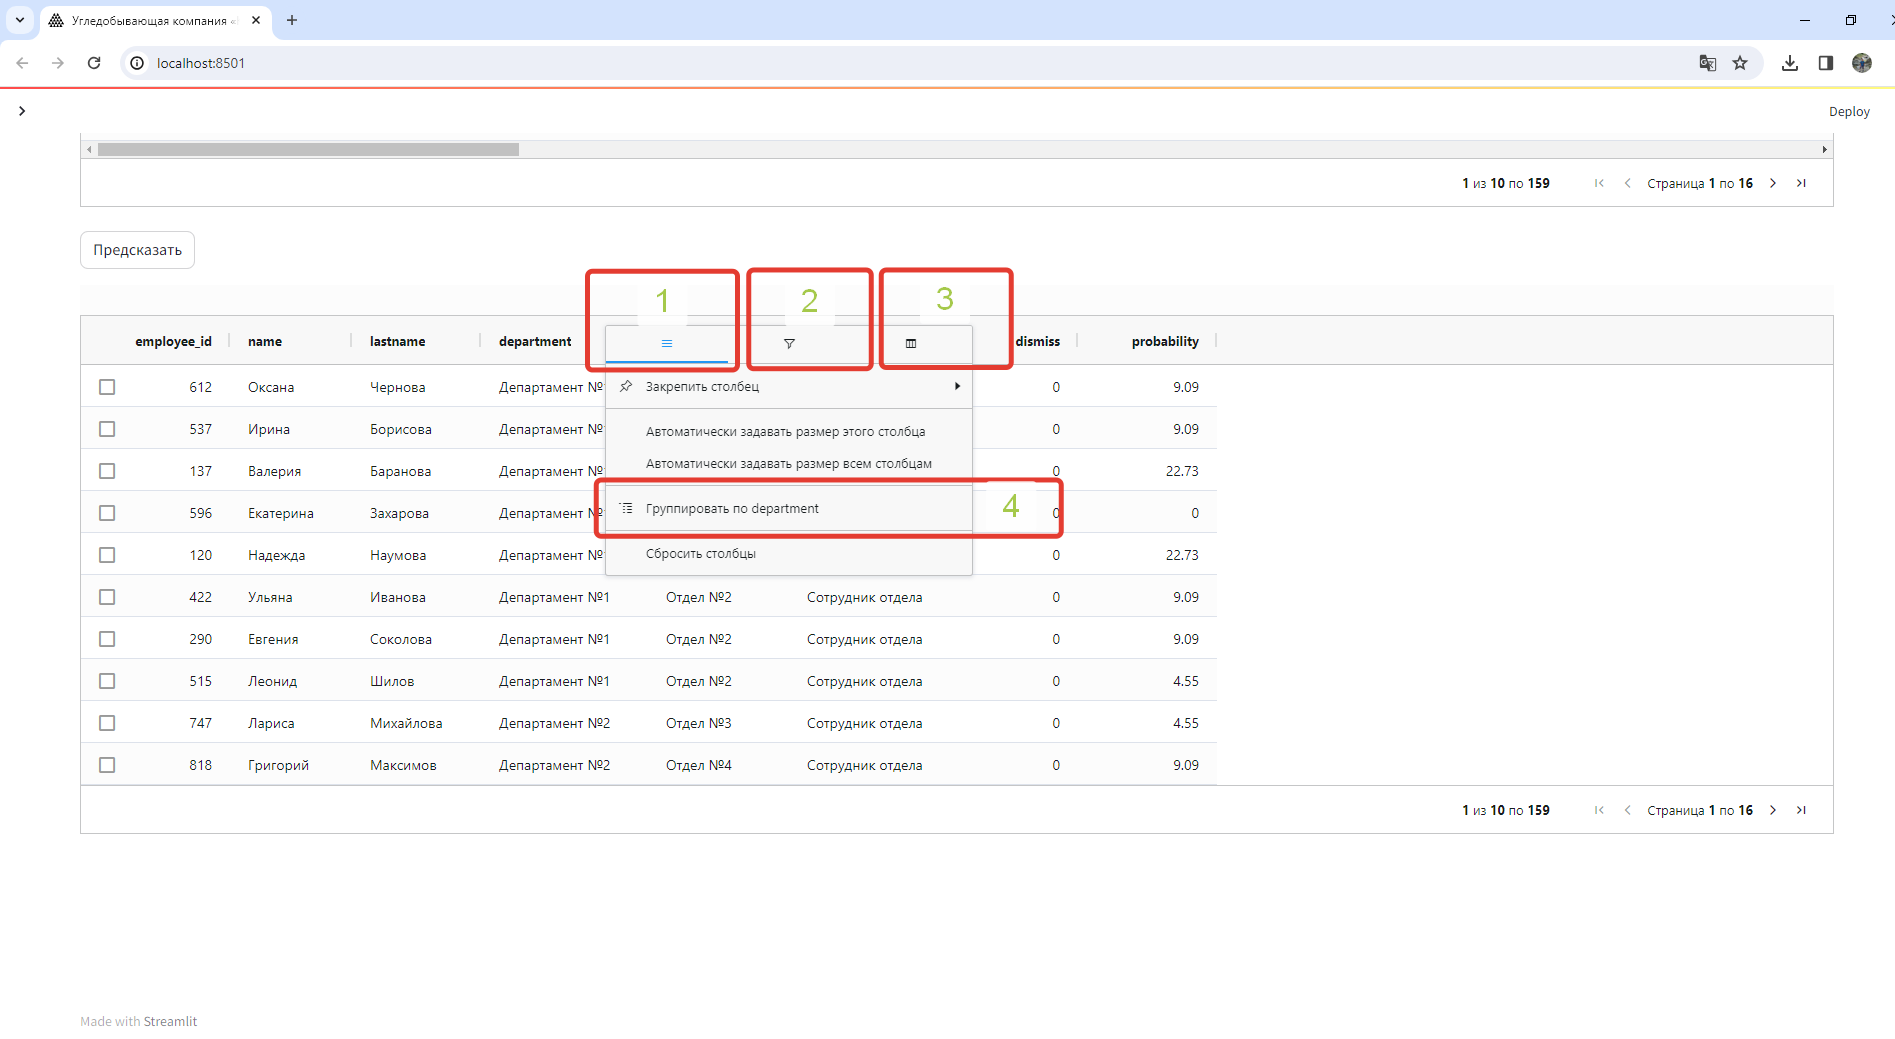 Угледобывающая компания «
localhost:8501
Deploy
1 из 10 по 159 Страница 1 по 16
Предсказать
1 2 3
employee_id name lastname department dismiss probability
612 Оксана Чернова Департамент № Закрепить столбец 0 9.09
537 Ирина Борисова Департамент № Автоматически задавать размер этого столбца 0 9.09
137 Валерия Баранова Департамент № Автоматически задавать размер всем столбцам 0 22.73
596 Екатерина Захарова Департамент № Группировать по department 4 0 0
120 Надежда Наумова Департамент № Сбросить столбцы 0 22.73
422 Ульяна Иванова Департамент №1 Отдел №2 Сотрудник отдела 0 9.09
290 Евгения Соколова Департамент №1 Отдел №2 Сотрудник отдела 0 9.09
515 Леонид Шилов Департамент №1 Отдел №2 Сотрудник отдела 0 4.55
747 Лариса Михайлова Департамент №2 Отдел №3 Сотрудник отдела 0 4.55
818 Григорий Максимов Департамент №2 Отдел №4 Сотрудник отдела 0 9.09
1 из 10 по 159 Страница 1 по 16
Made with Streamlit